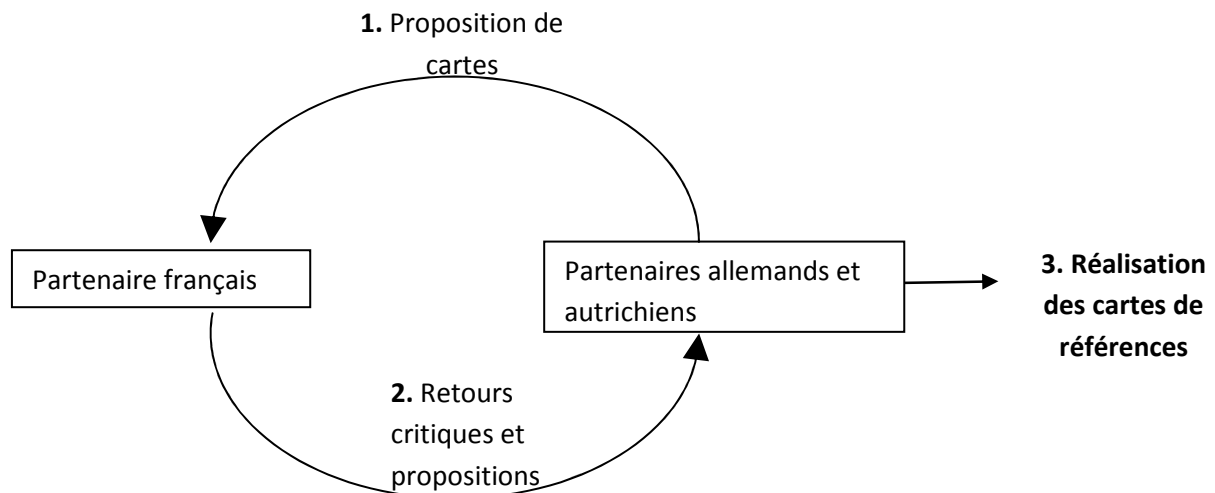 1. Proposition de
cartes
Partenaire français
Partenaires allemands et
autrichiens
3. Réalisation
des cartes de
références
2. Retours
critiques et
propositions